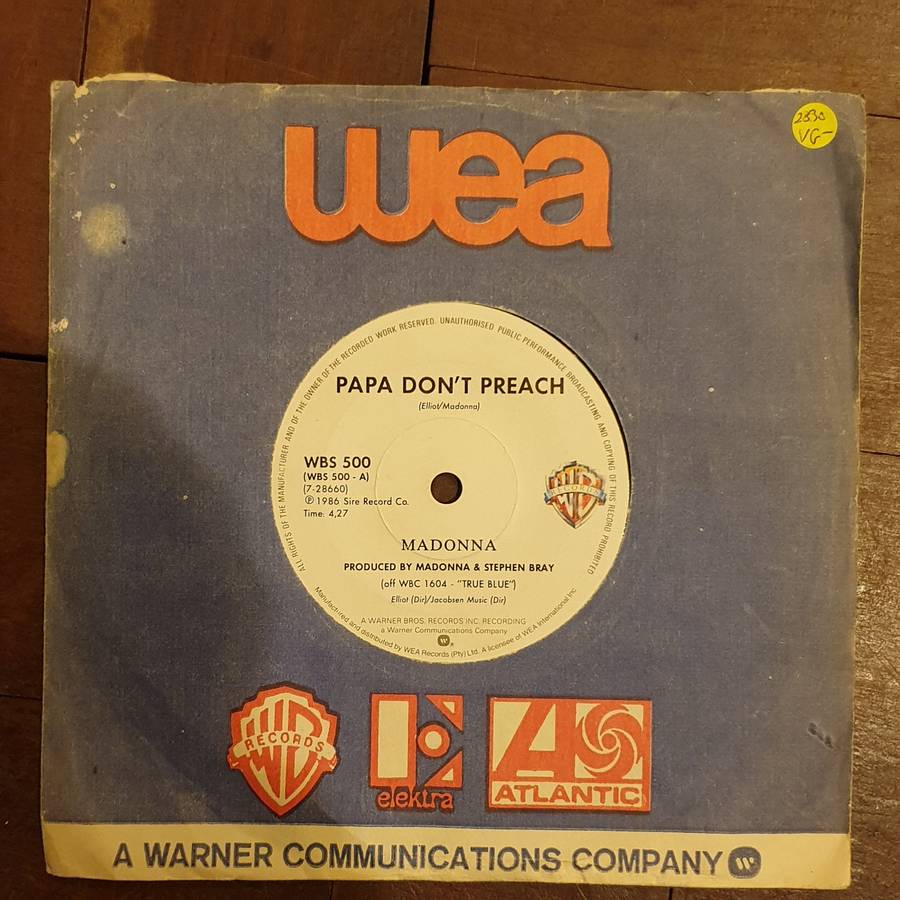 2330
VG-
wea
ALL RIGHTS OF THE MANUFACTURER AND OF THE OWNER OF THE RECORDED WORK RESERVED. UNAUTHORISED PUBLIC PERFORMANCE BROADCASTING AND COPYING OF THIS RECORD PROHIBITED
PAPA DON'T PREACH
(Elliot/Madonna)
WBS 500
(WBS 500 - A)
(7-28660)
℗ 1986 Sire Record Co.
Time: 4,27
WB
RECORDS
MADONNA
PRODUCED BY MADONNA & STEPHEN BRAY
(off WBC 1604 - "TRUE BLUE")
Elliot (Dir)/Jacobsen Music (Dir)
A WARNER BROS. RECORDS INC. RECORDING
a Warner Communications Company
Manufactured and distributed by WEA Records (Pty) Ltd. A licensee of WEA International Inc
WB
RECORDS
E
elektra
A
ATLANTIC
A WARNER COMMUNICATIONS COMPANY